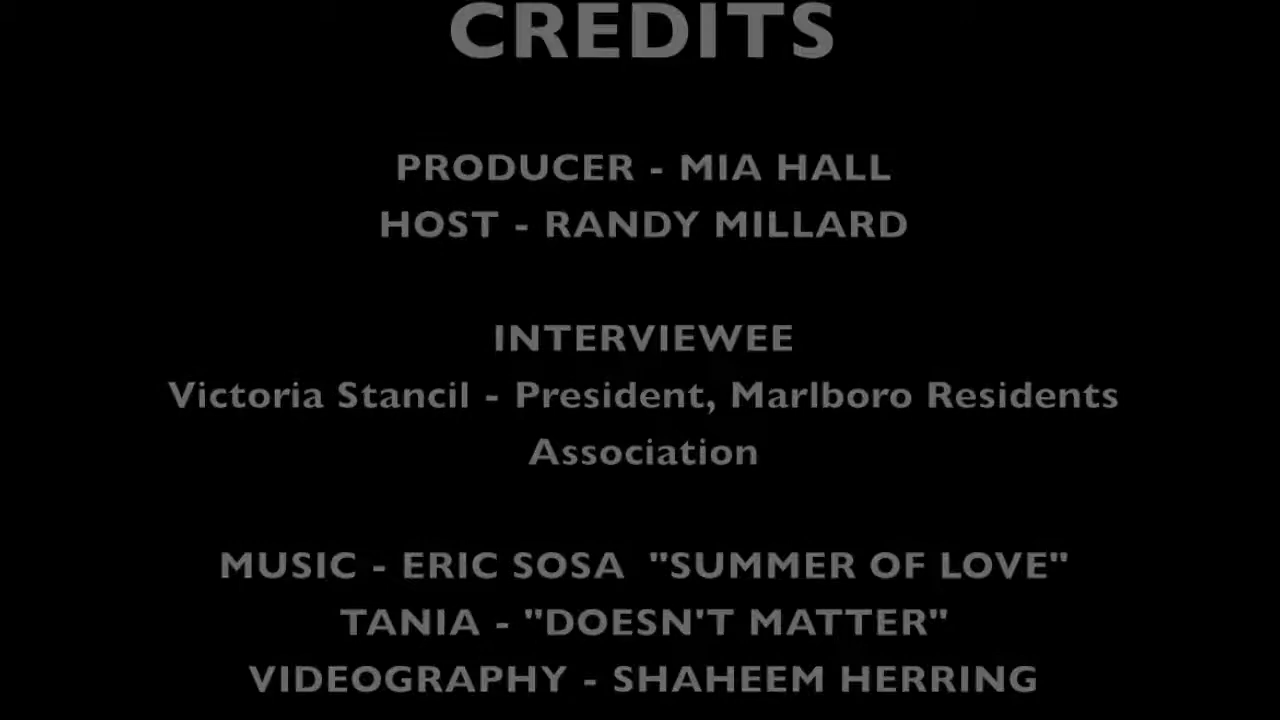 CREDITS
PRODUCER - MIA HALL
HOST - RANDY MILLARD
INTERVIEWEE
Victoria Stancil - President, Marlboro Residents
Association
MUSIC - ERIC SOSA  "SUMMER OF LOVE"
TANIA - "DOESN'T MATTER"
VIDEOGRAPHY - SHAHEEM HERRING